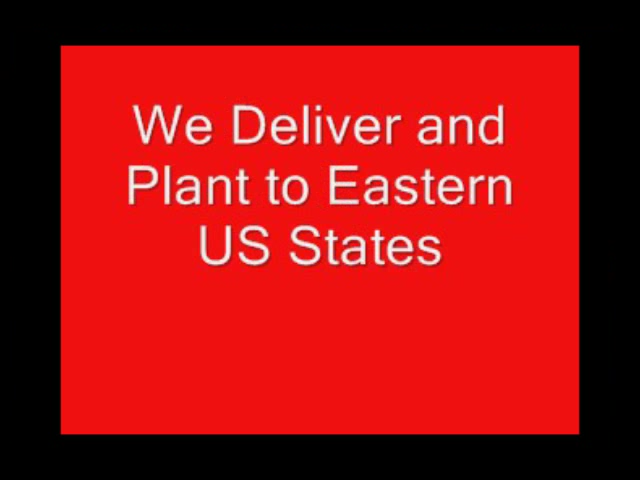 We Deliver and
Plant to Eastern
US States